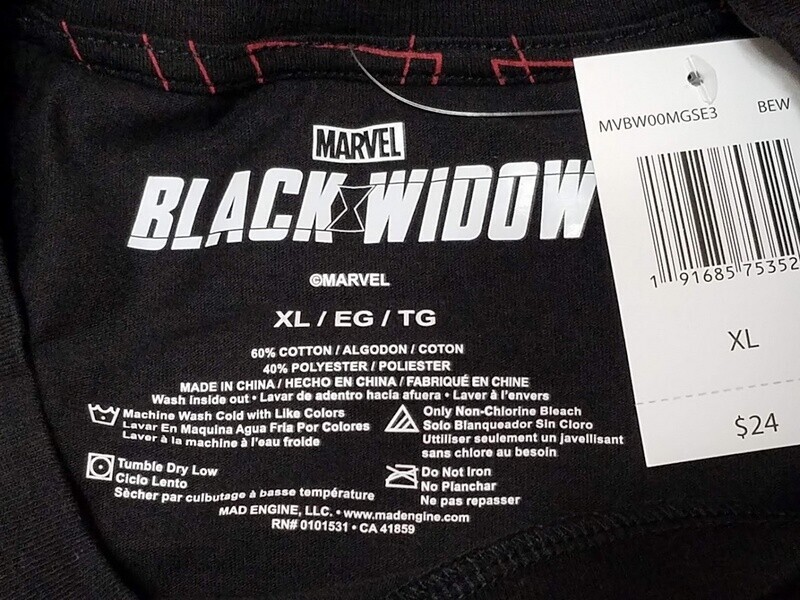 MARVEL
BLACK WIDOW
©MARVEL
XL / EG / TG
60% COTTON / ALGODON / COTON
40% POLYESTER / POLIESTER
MADE IN CHINA / HECHO EN CHINA / FABRIQUÉ EN CHINE
Wash inside out • Lavar de adentro hacia afuera • Laver à l'envers
Machine Wash Cold with Like Colors
Lavar En Maquina Agua Fria Por Colores
Laver à la machine à l'eau froide
Only Non-Chlorine Bleach
Solo Blanqueador Sin Cloro
Uttiliser seulement un javellisant
sans chlore au besoin
Tumble Dry Low
Ciclo Lento
Sècher par culbutage à basse température
Do Not Iron
No Planchar
Ne pas repasser
MAD ENGINE, LLC. • www.madengine.com
RN# 0101531 • CA 41859
MVBW00MGSE3 BEW
1 91685 75352
XL
$24